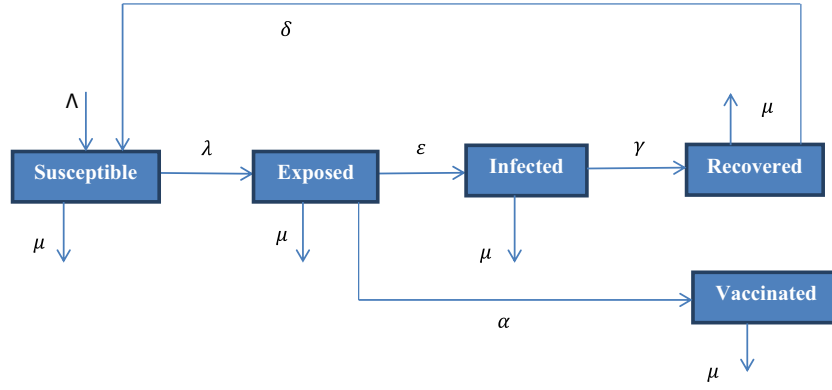 δ
Λ
μ
λ
ε
Infected
γ
Susceptible
Exposed
Recovered
μ
μ
μ
Vaccinated
α
μ